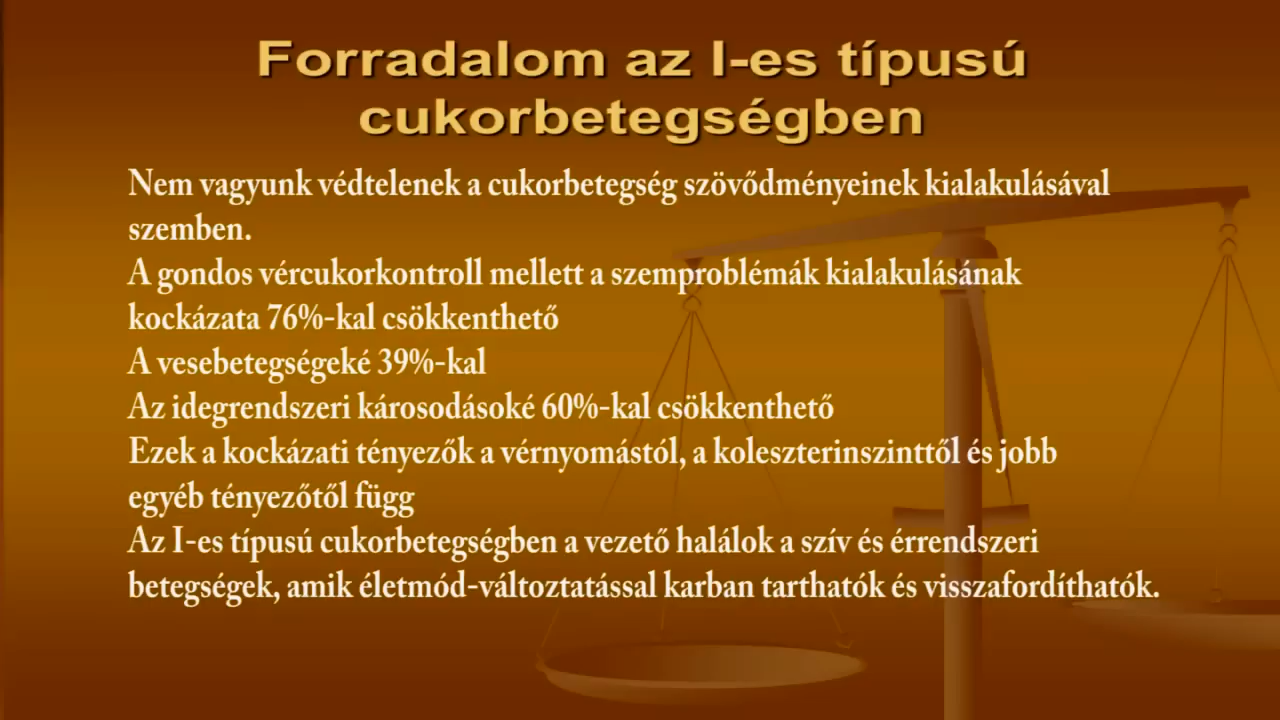 Forradalom az I-es típusú
cukorbetegségben
Nem vagyunk védtelenek a cukorbetegség szövődményeinek kialakulásával
szemben.
A gondos vércukorkontroll mellett a szemproblémák kialakulásának
kockázata 76%-kal csökkenthető
A vesebetegségeké 39%-kal
Az idegrendszeri károsodásoké 60%-kal csökkenthető
Ezek a kockázati tényezők a vérnyomástól, a koleszterinszinttől és jobb
egyéb tényezőtől függ
Az I-es típusú cukorbetegségben a vezető halálok a szív és érrendszeri
betegségek, amik életmód-változtatással karban tarthatók és visszafordíthatók.